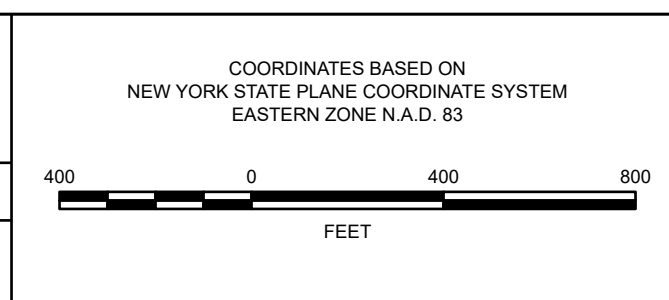 COORDINATES BASED ON
NEW YORK STATE PLANE COORDINATE SYSTEM
EASTERN ZONE N.A.D. 83
400 0 400 800
FEET